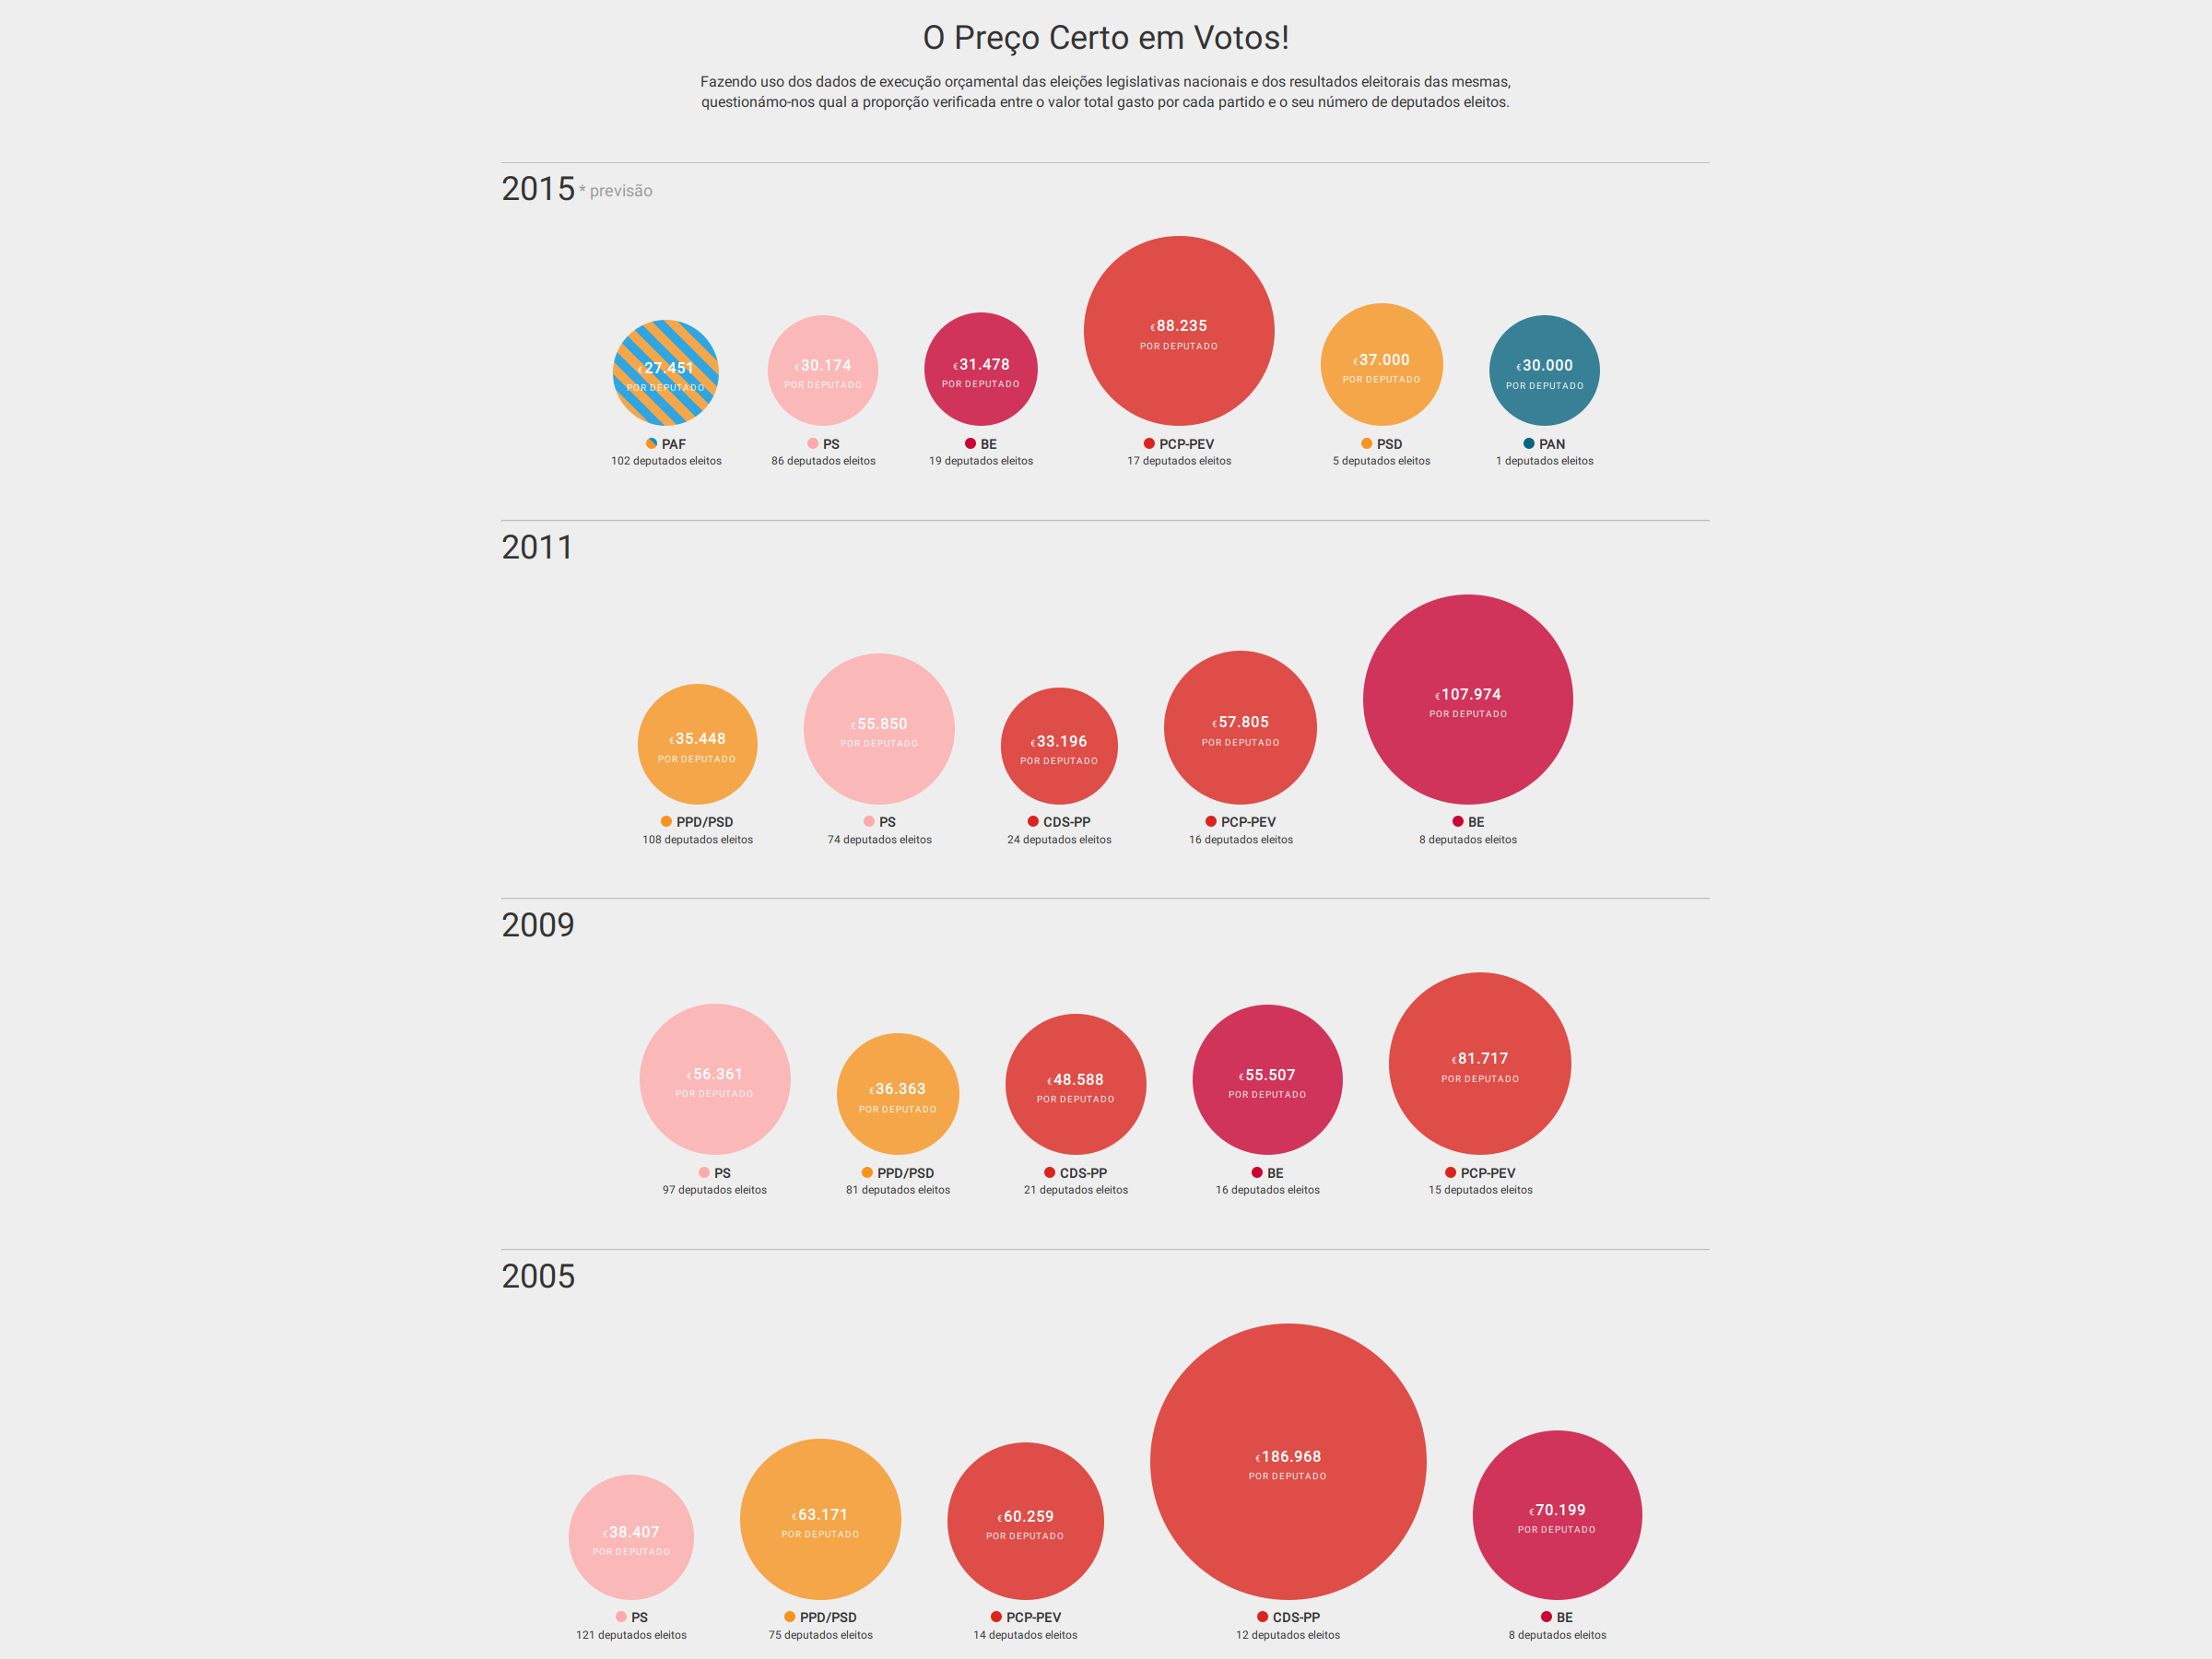 O Preço Certo em Votos!
Fazendo uso dos dados de execução orçamental das eleições legislativas nacionais e dos resultados eleitorais das mesmas,
questionámo-nos qual a proporção verificada entre o valor total gasto por cada partido e o seu número de deputados eleitos.
2015 * previsão
€27.451
POR DEPUTADO
PAF
102 deputados eleitos
€30.174
POR DEPUTADO
PS
86 deputados eleitos
€31.478
POR DEPUTADO
BE
19 deputados eleitos
€88.235
POR DEPUTADO
PCP-PEV
17 deputados eleitos
€37.000
POR DEPUTADO
PSD
5 deputados eleitos
€30.000
POR DEPUTADO
PAN
1 deputados eleitos
2011
€35.448
POR DEPUTADO
PPD/PSD
108 deputados eleitos
€55.850
POR DEPUTADO
PS
74 deputados eleitos
€33.196
POR DEPUTADO
CDS-PP
24 deputados eleitos
€57.805
POR DEPUTADO
PCP-PEV
16 deputados eleitos
€107.974
POR DEPUTADO
BE
8 deputados eleitos
2009
€56.361
POR DEPUTADO
PS
97 deputados eleitos
€36.363
POR DEPUTADO
PPD/PSD
81 deputados eleitos
€48.588
POR DEPUTADO
CDS-PP
21 deputados eleitos
€55.507
POR DEPUTADO
BE
16 deputados eleitos
€81.717
POR DEPUTADO
PCP-PEV
15 deputados eleitos
2005
€38.407
POR DEPUTADO
PS
121 deputados eleitos
€63.171
POR DEPUTADO
PPD/PSD
75 deputados eleitos
€60.259
POR DEPUTADO
PCP-PEV
14 deputados eleitos
€186.968
POR DEPUTADO
CDS-PP
12 deputados eleitos
€70.199
POR DEPUTADO
BE
8 deputados eleitos